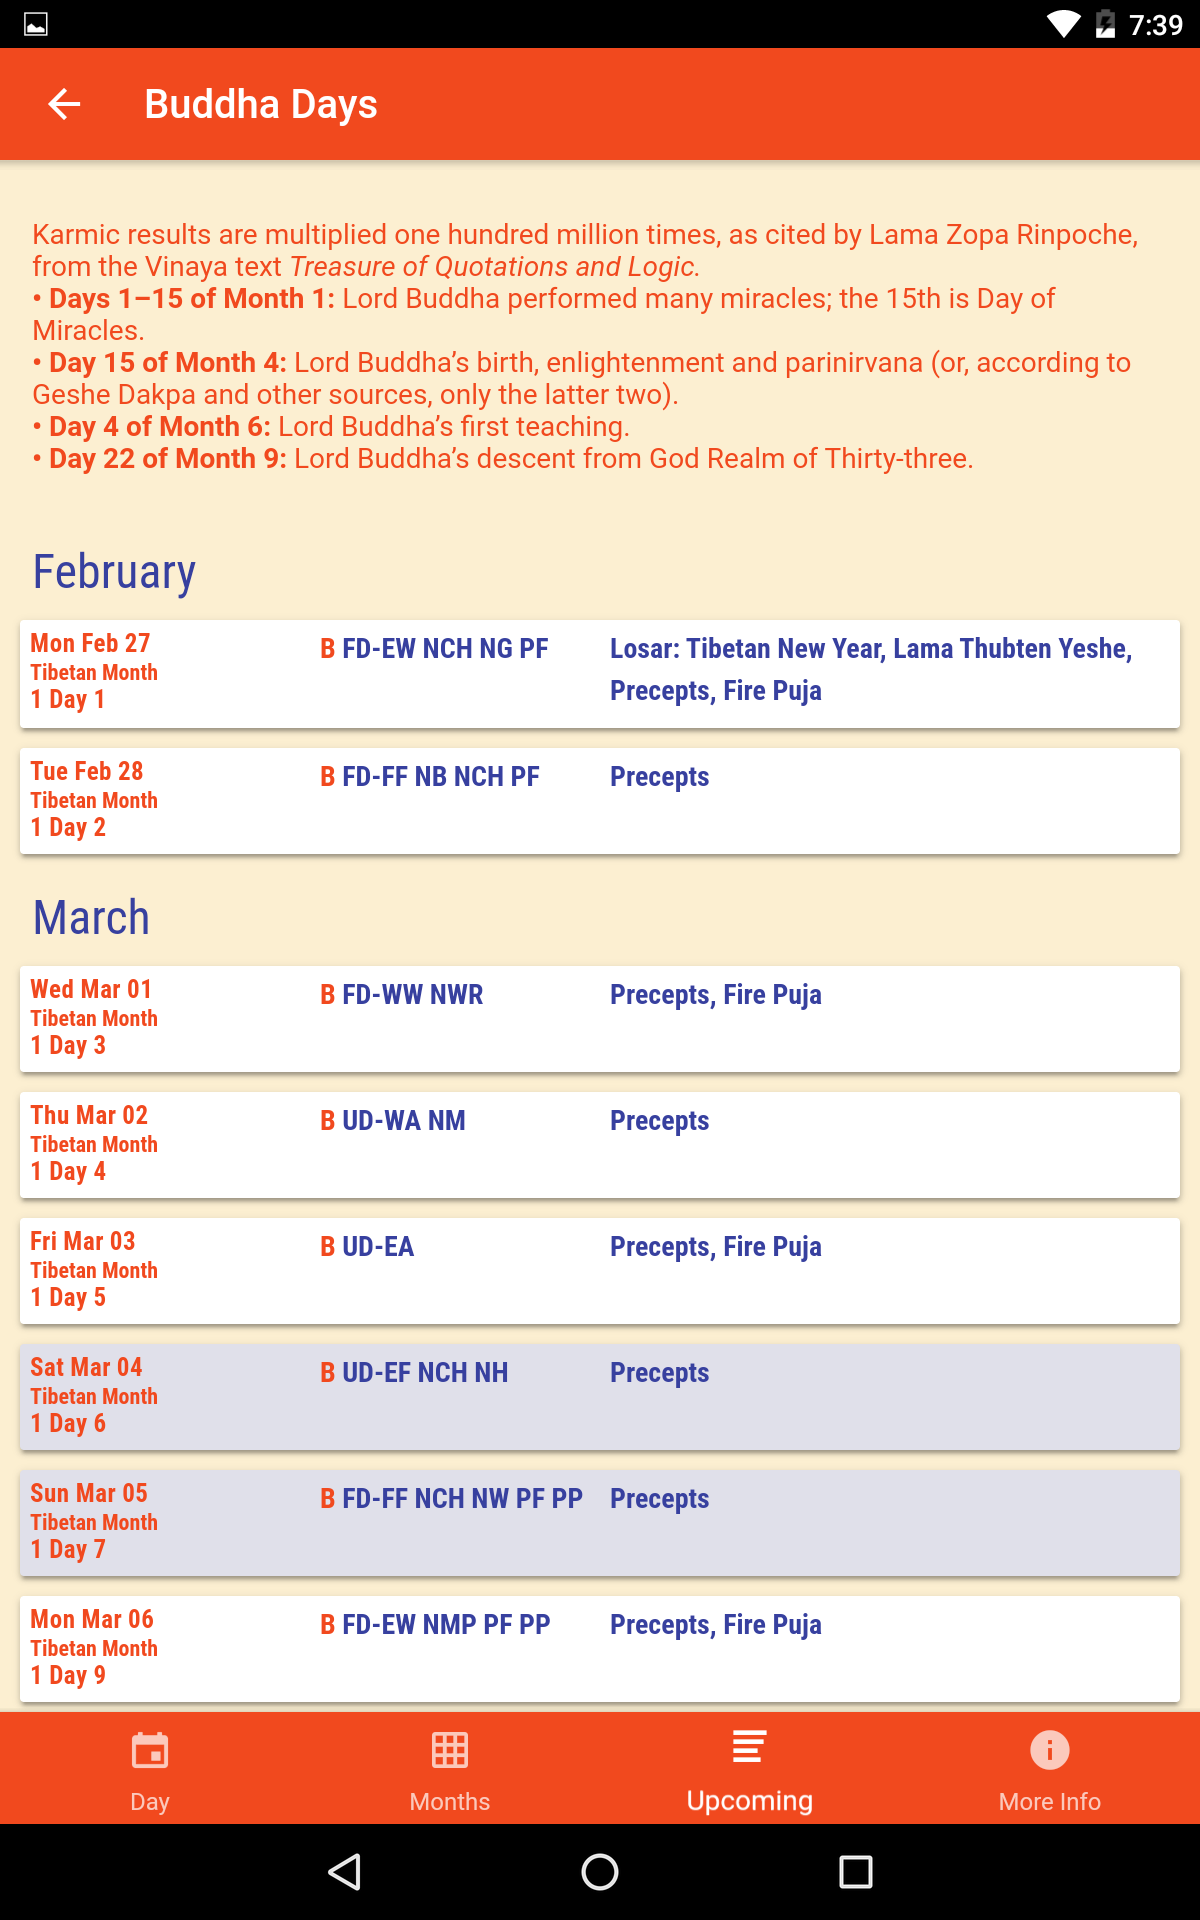 7:39
Buddha Days
Karmic results are multiplied one hundred million times, as cited by Lama Zopa Rinpoche,
from the Vinaya text Treasure of Quotations and Logic.
• Days 1–15 of Month 1: Lord Buddha performed many miracles; the 15th is Day of
Miracles.
• Day 15 of Month 4: Lord Buddha’s birth, enlightenment and parinirvana (or, according to
Geshe Dakpa and other sources, only the latter two).
• Day 4 of Month 6: Lord Buddha’s first teaching.
• Day 22 of Month 9: Lord Buddha’s descent from God Realm of Thirty-three.
February
Mon Feb 27
Tibetan Month
1 Day 1
B FD-EW NCH NG PF
Losar: Tibetan New Year, Lama Thubten Yeshe,
Precepts, Fire Puja
Tue Feb 28
Tibetan Month
1 Day 2
B FD-FF NB NCH PF
Precepts
March
Wed Mar 01
Tibetan Month
1 Day 3
B FD-WW NWR
Precepts, Fire Puja
Thu Mar 02
Tibetan Month
1 Day 4
B UD-WA NM
Precepts
Fri Mar 03
Tibetan Month
1 Day 5
B UD-EA
Precepts, Fire Puja
Sat Mar 04
Tibetan Month
1 Day 6
B UD-EF NCH NH
Precepts
Sun Mar 05
Tibetan Month
1 Day 7
B FD-FF NCH NW PF PP
Precepts
Mon Mar 06
Tibetan Month
1 Day 9
B FD-EW NMP PF PP
Precepts, Fire Puja
Day
Months
Upcoming
More Info